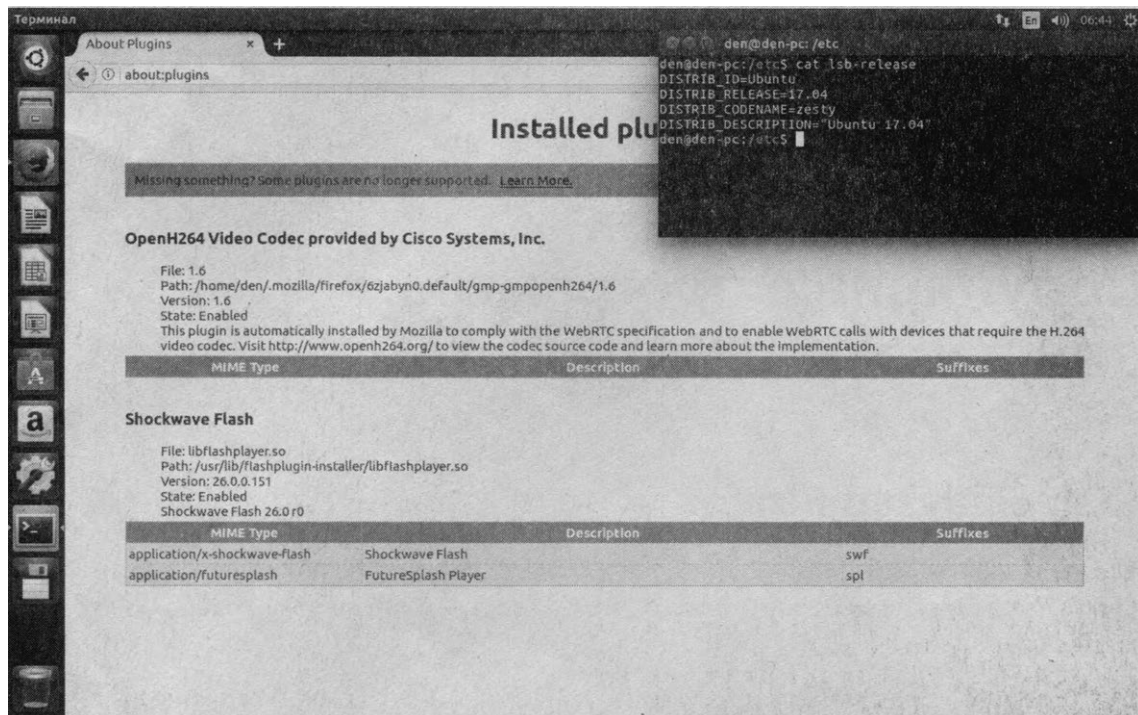 Терминал
En
06:44
About Plugins
about:plugins
Installed plu
Missing something? Some plugins are no longer supported. Learn More.
den@den-pc: /etc
den@den-pc:/etc$ cat lsb-release
DISTRIB_ID=Ubuntu
DISTRIB_RELEASE=17.04
DISTRIB_CODENAME=zesty
DISTRIB_DESCRIPTION="Ubuntu 17.04"
den@den-pc:/etc$
OpenH264 Video Codec provided by Cisco Systems, Inc.
File: 1.6
Path: /home/den/.mozilla/firefox/6zjabyn0.default/gmp-gmpopenh264/1.6
Version: 1.6
State: Enabled
This plugin is automatically installed by Mozilla to comply with the WebRTC specification and to enable WebRTC calls with devices that require the H.264
video codec. Visit http://www.openh264.org/ to view the codec source code and learn more about the implementation.
MIME Type Description Suffixes
Shockwave Flash
File: libflashplayer.so
Path: /usr/lib/flashplugin-installer/libflashplayer.so
Version: 26.0.0.151
State: Enabled
Shockwave Flash 26.0 r0
MIME Type Description Suffixes
application/x-shockwave-flash Shockwave Flash swf
application/futuresplash FutureSplash Player spl